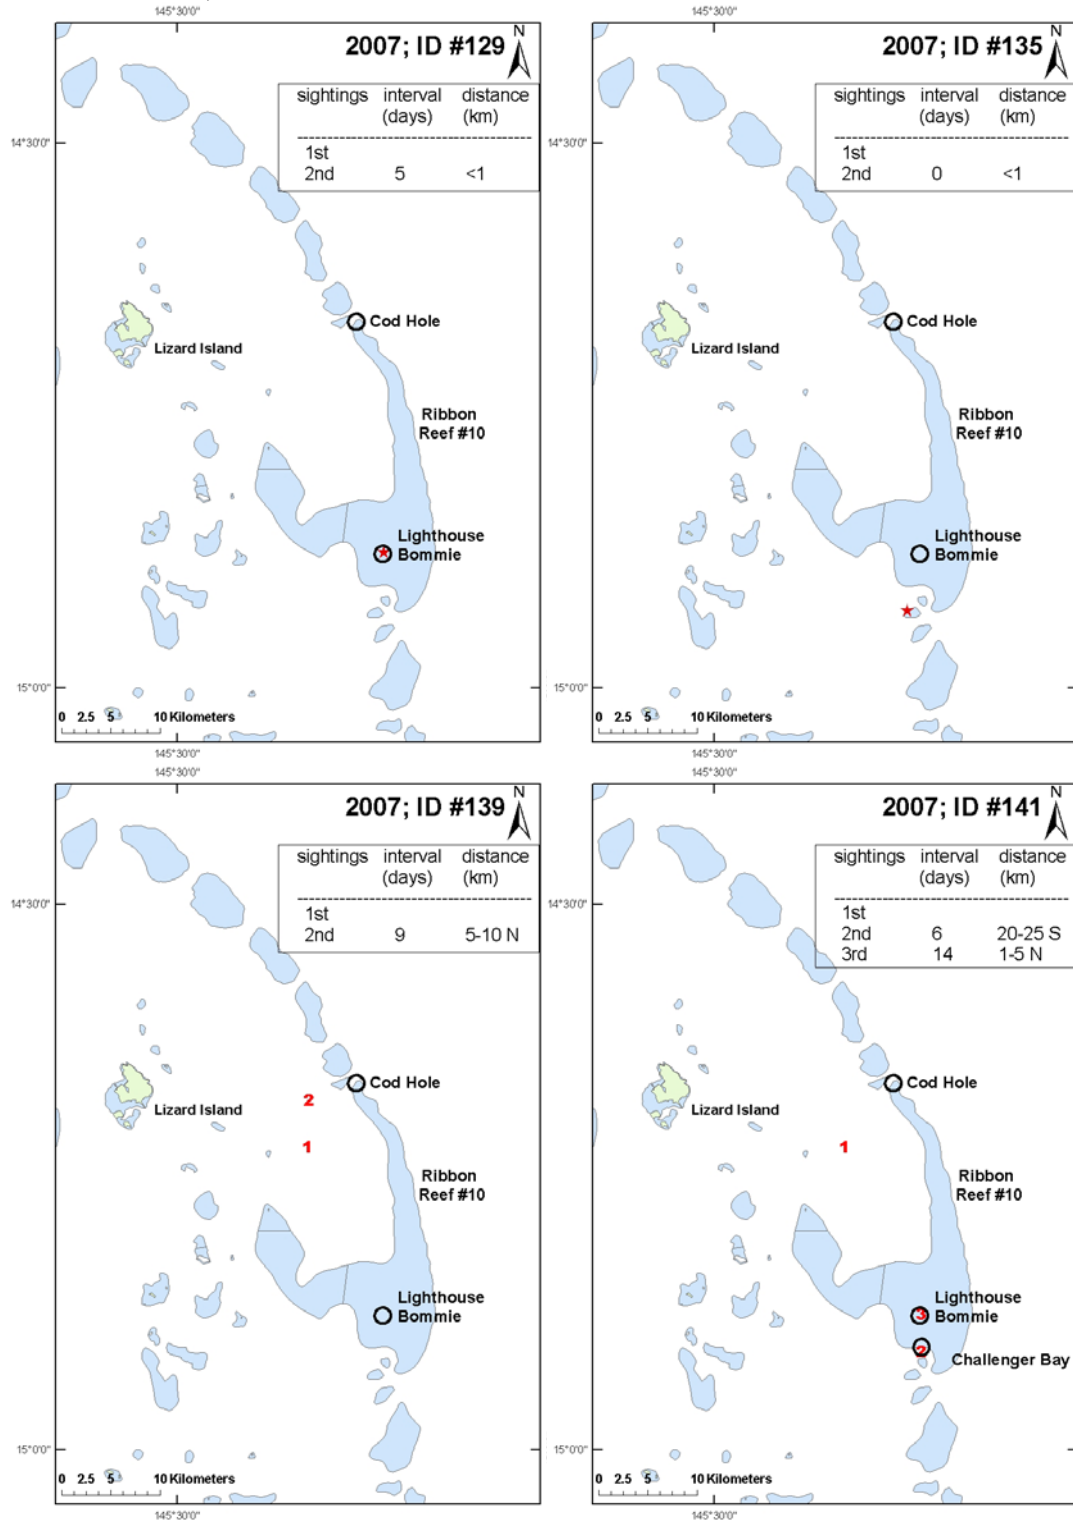 145°30'0"
2007; ID #129
N
sightings interval distance
(days) (km)
1st
2nd 5 <1
14°30'0"
Cod Hole
Lizard Island
Ribbon
Reef #10
Lighthouse
Bommie
15°0'0"
0 2.5 5 10 Kilometers
145°30'0"
145°30'0"
2007; ID #135
N
sightings interval distance
(days) (km)
1st
2nd 0 <1
14°30'0"
Cod Hole
Lizard Island
Ribbon
Reef #10
Lighthouse
Bommie
15°0'0"
0 2.5 5 10 Kilometers
145°30'0"
145°30'0"
2007; ID #139
N
sightings interval distance
(days) (km)
1st
2nd 9 5-10 N
14°30'0"
Cod Hole
2
Lizard Island
1
Ribbon
Reef #10
Lighthouse
Bommie
15°0'0"
0 2.5 5 10 Kilometers
145°30'0"
145°30'0"
2007; ID #141
N
sightings interval distance
(days) (km)
1st
2nd 6 20-25 S
3rd 14 1-5 N
14°30'0"
Cod Hole
Lizard Island
1
Ribbon
Reef #10
Lighthouse
3 Bommie
2
Challenger Bay
15°0'0"
0 2.5 5 10 Kilometers
145°30'0"